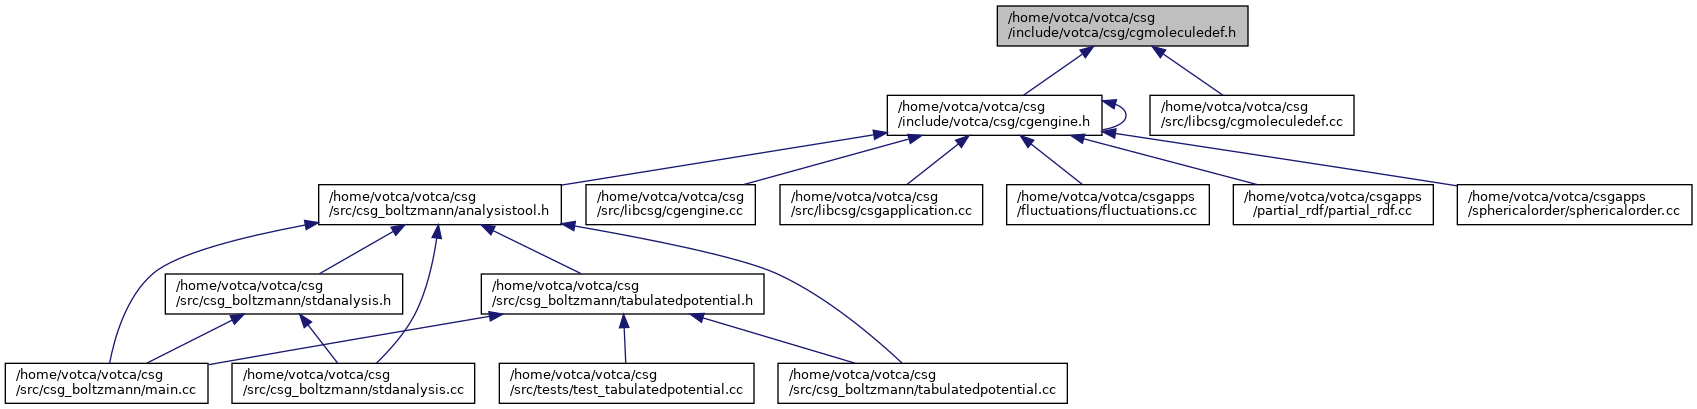 /home/votca/votca/csg
/include/votca/csg/cgmoleculedef.h
/home/votca/votca/csg
/include/votca/csg/cgengine.h
/home/votca/votca/csg
/src/libcsg/cgmoleculedef.cc
/home/votca/votca/csg
/src/csg_boltzmann/analysistool.h
/home/votca/votca/csg
/src/libcsg/cgengine.cc
/home/votca/votca/csg
/src/libcsg/csgapplication.cc
/home/votca/votca/csgapps
/fluctuations/fluctuations.cc
/home/votca/votca/csgapps
/partial_rdf/partial_rdf.cc
/home/votca/votca/csgapps
/sphericalorder/sphericalorder.cc
/home/votca/votca/csg
/src/csg_boltzmann/stdanalysis.h
/home/votca/votca/csg
/src/csg_boltzmann/tabulatedpotential.h
/home/votca/votca/csg
/src/csg_boltzmann/main.cc
/home/votca/votca/csg
/src/csg_boltzmann/stdanalysis.cc
/home/votca/votca/csg
/src/tests/test_tabulatedpotential.cc
/home/votca/votca/csg
/src/csg_boltzmann/tabulatedpotential.cc